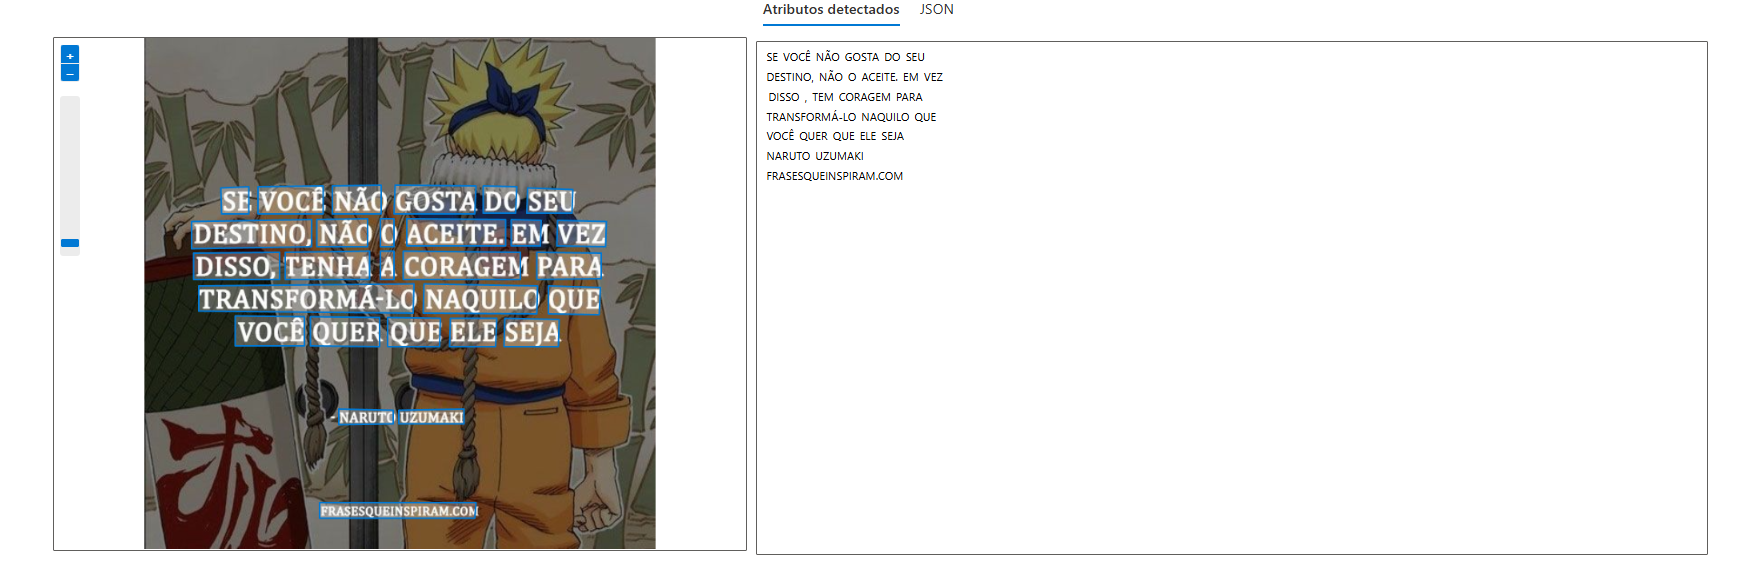 Atributos detectados JSON
+
–
SE VOCÊ NÃO GOSTA DO SEU
DESTINO, NÃO O ACEITE. EM VEZ
DISSO, TENHA A CORAGEM PARA
TRANSFORMÁ-LO NAQUILO QUE
VOCÊ QUER QUE ELE SEJA
- NARUTO UZUMAKI
FRASESQUEINSPIRAM.COM
SE VOCÊ NÃO GOSTA DO SEU
DESTINO, NÃO O ACEITE. EM VEZ
DISSO , TEM CORAGEM PARA
TRANSFORMÁ-LO NAQUILO QUE
VOCÊ QUER QUE ELE SEJA
NARUTO UZUMAKI
FRASESQUEINSPIRAM.COM